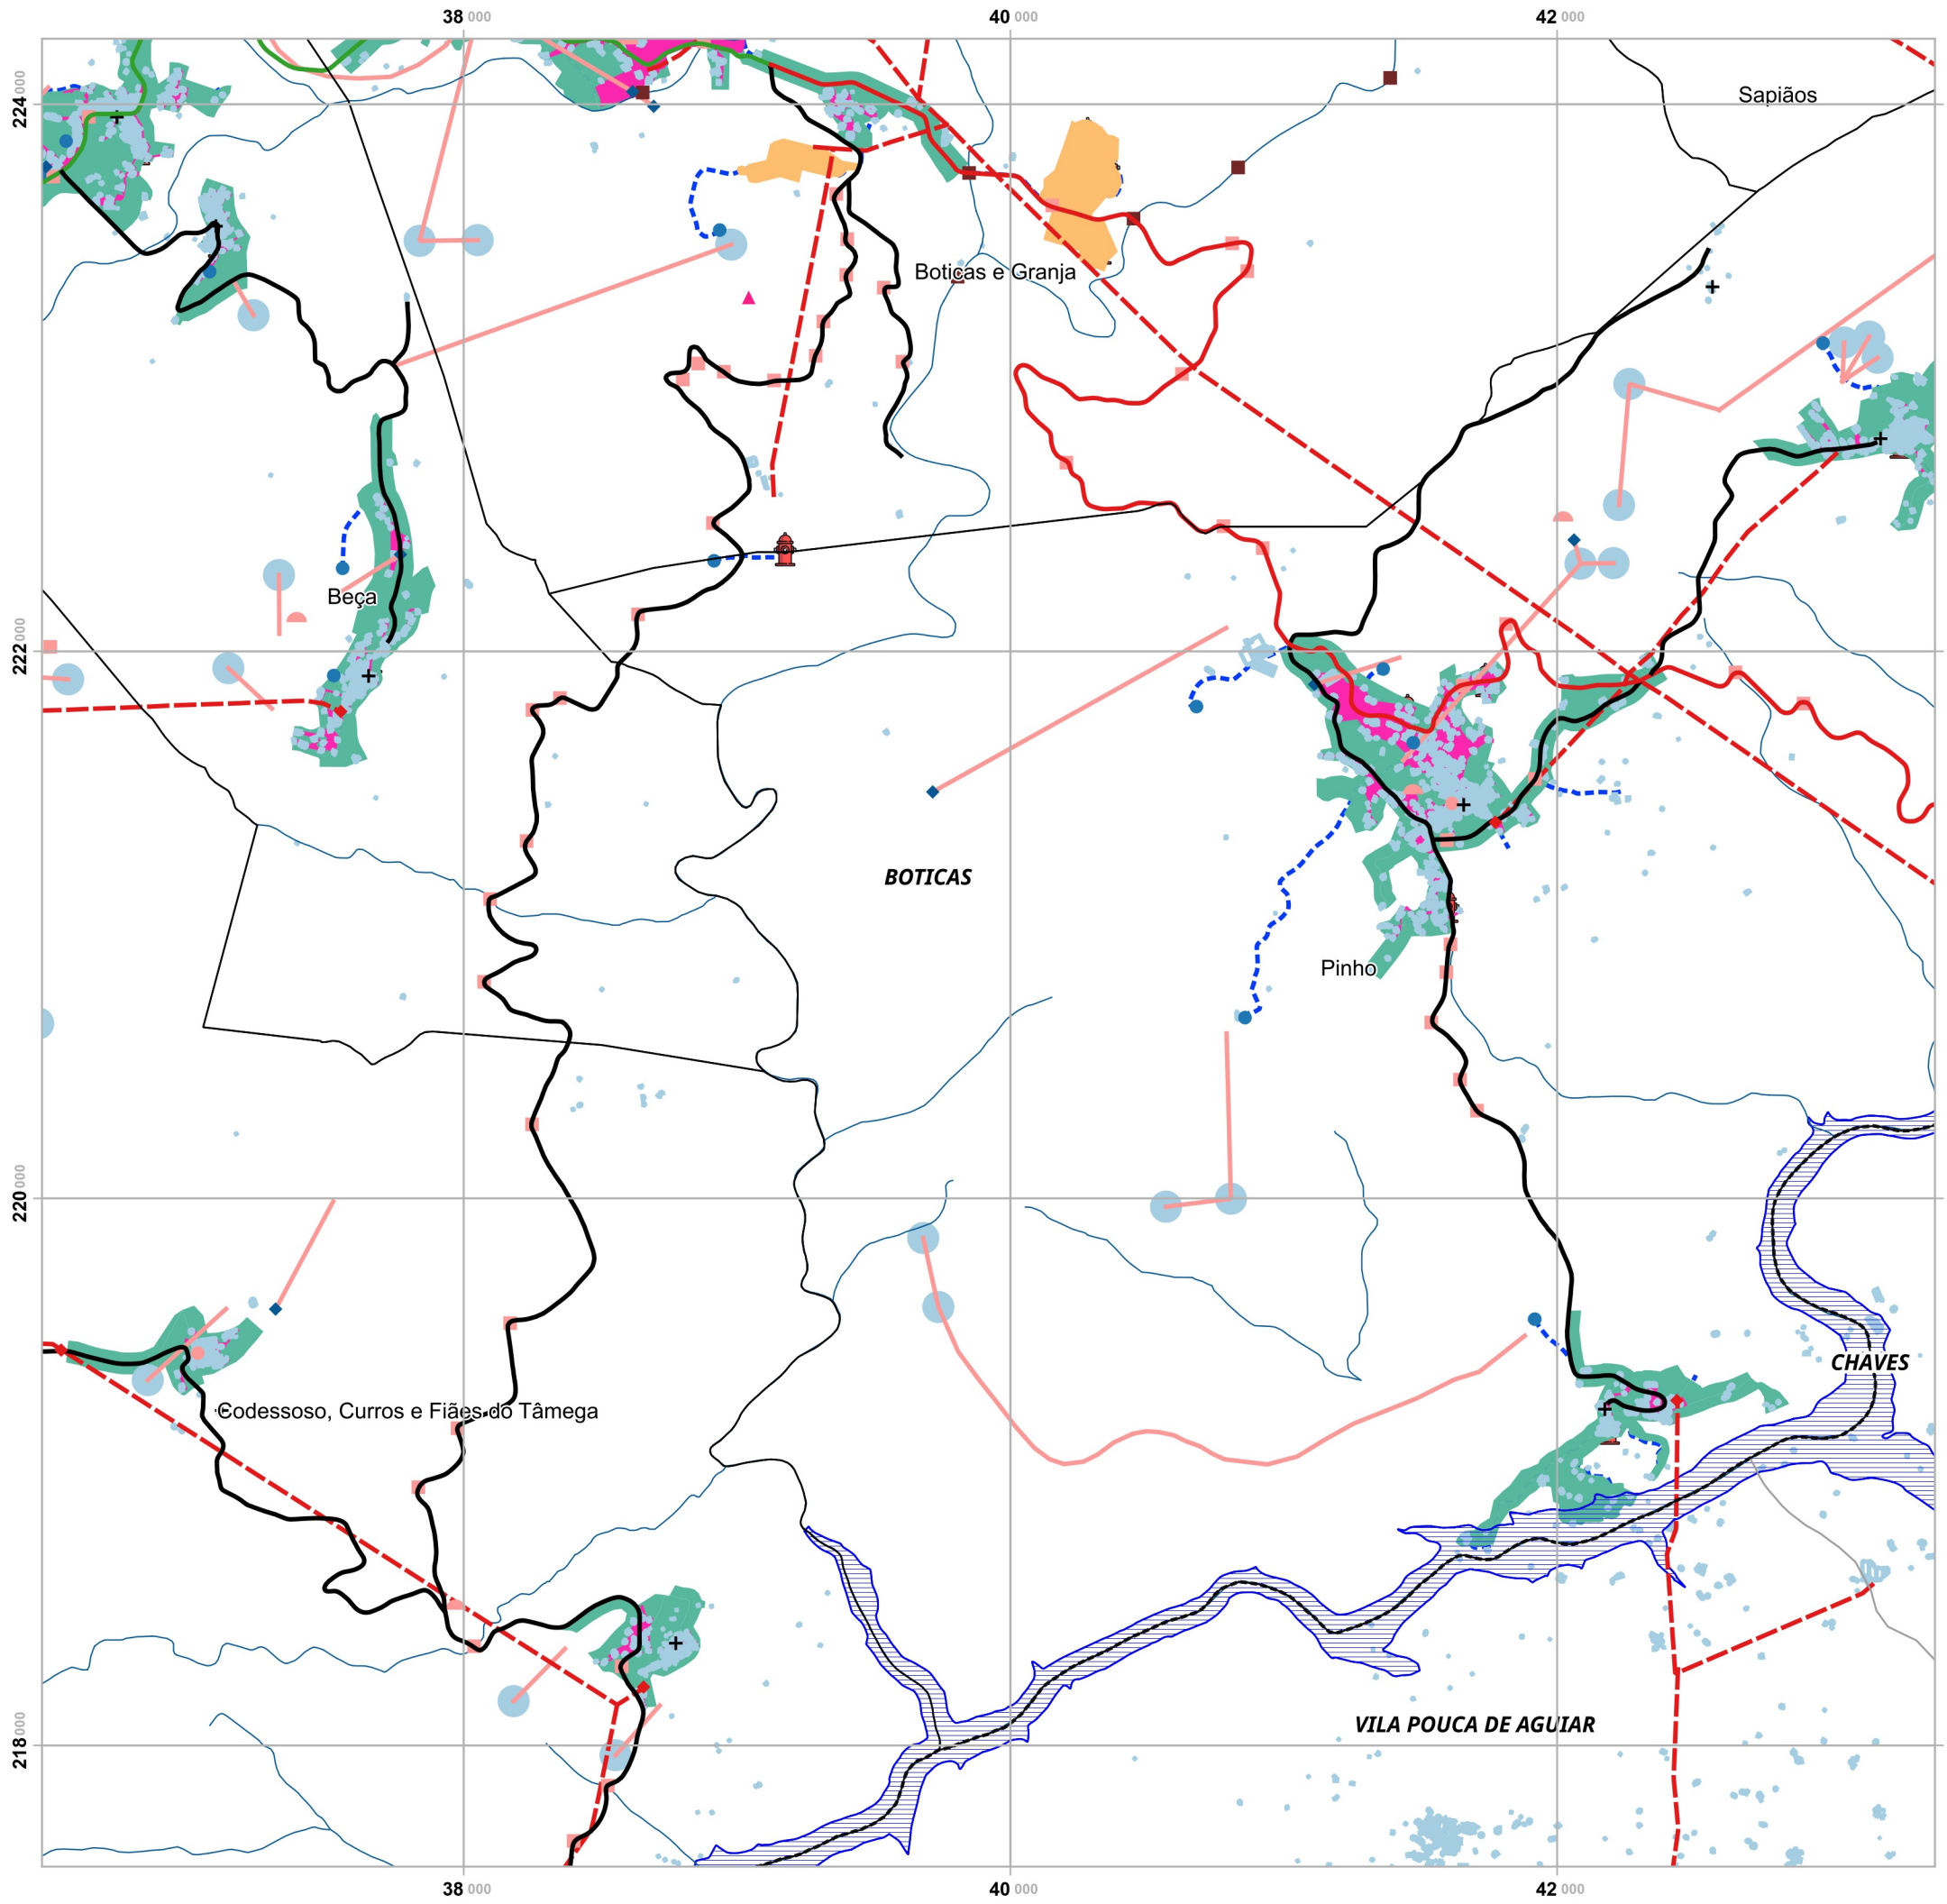 38 000
40 000
42 000
224 000
Sapiãos
Boticas e Granja
Beça
222 000
BOTICAS
Pinho
220 000
CHAVES
Codessoso, Curros e Fiães do Tâmega
VILA POUCA DE AGUIAR
218 000
38 000
40 000
42 000